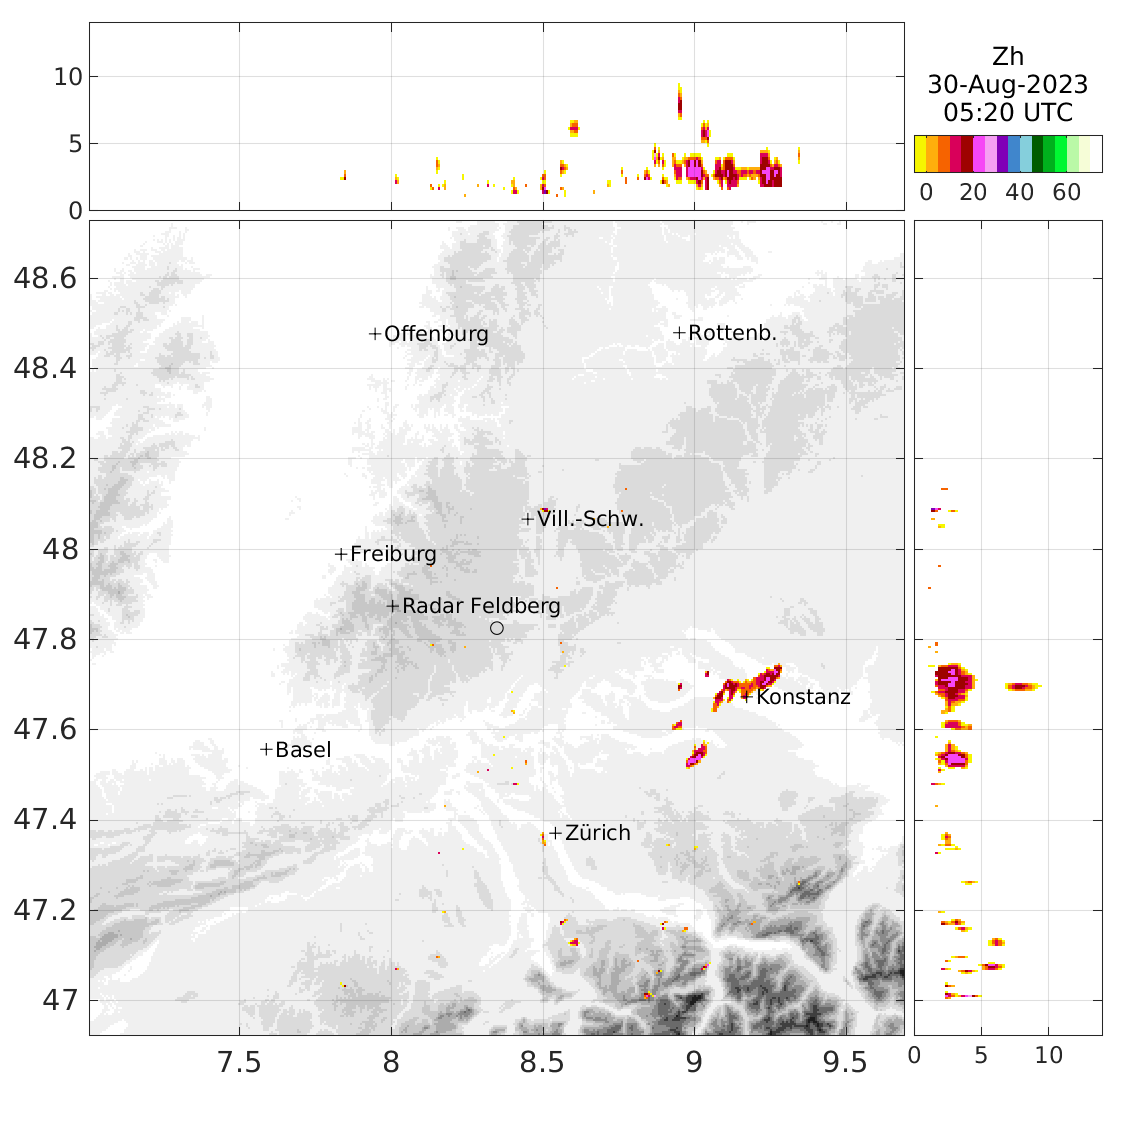 Zh
30-Aug-2023
05:20 UTC
0 20 40 60
10
5
0
48.6
48.4
48.2
48
47.8
47.6
47.4
47.2
47
Offenburg
Rottenb.
Vill.-Schw.
Freiburg
Radar Feldberg
Konstanz
Basel
Zürich
7.5 8 8.5 9 9.5
0 5 10